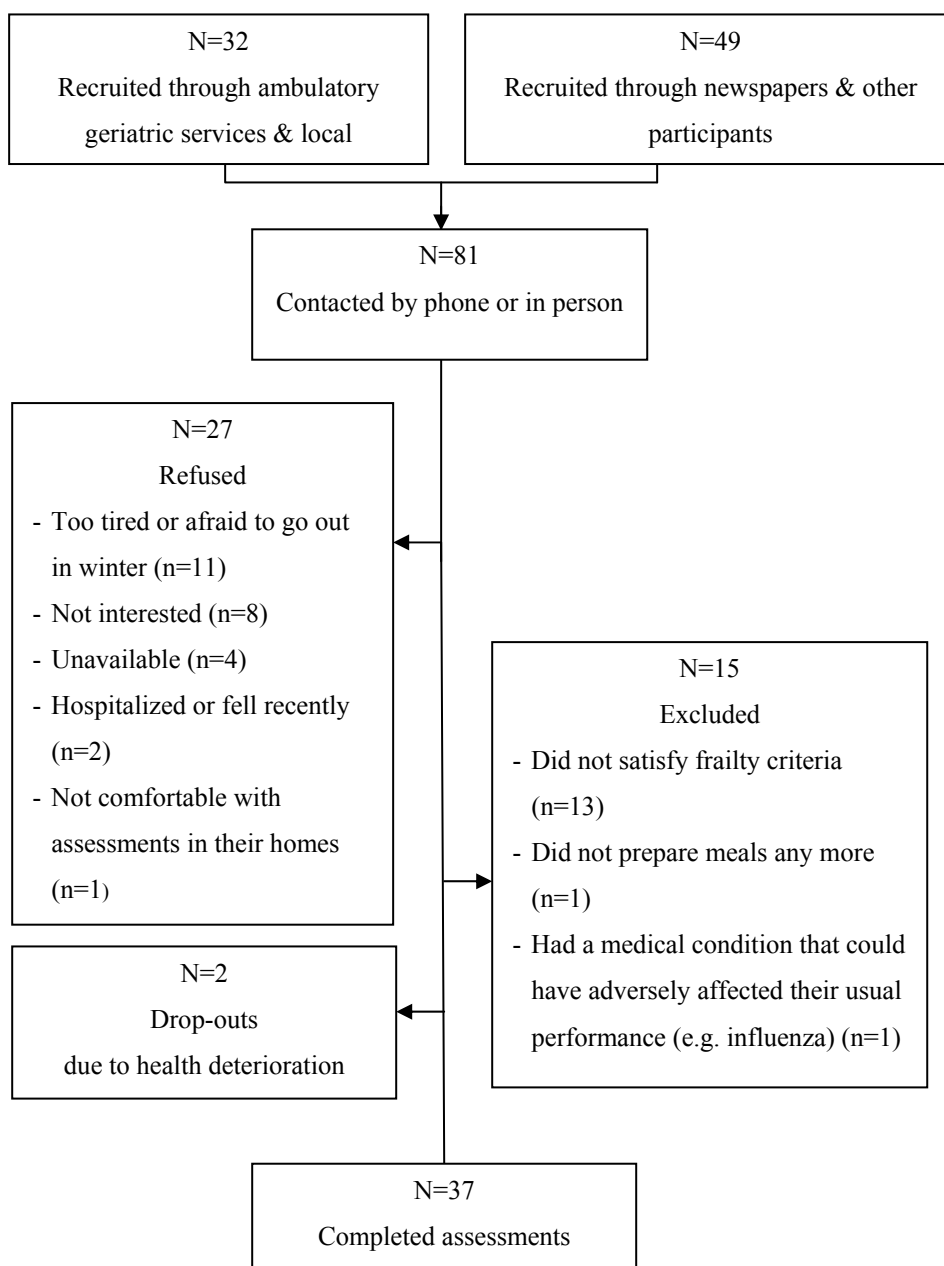 N=32
Recruited through ambulatory
geriatric services & local
N=49
Recruited through newspapers & other
participants
N=81
Contacted by phone or in person
N=27
Refused
- Too tired or afraid to go out
in winter (n=11)
- Not interested (n=8)
- Unavailable (n=4)
- Hospitalized or fell recently
(n=2)
- Not comfortable with
assessments in their homes
(n=1)
N=15
Excluded
- Did not satisfy frailty criteria
(n=13)
- Did not prepare meals any more
(n=1)
- Had a medical condition that could
have adversely affected their usual
performance (e.g. influenza) (n=1)
N=2
Drop-outs
due to health deterioration
N=37
Completed assessments